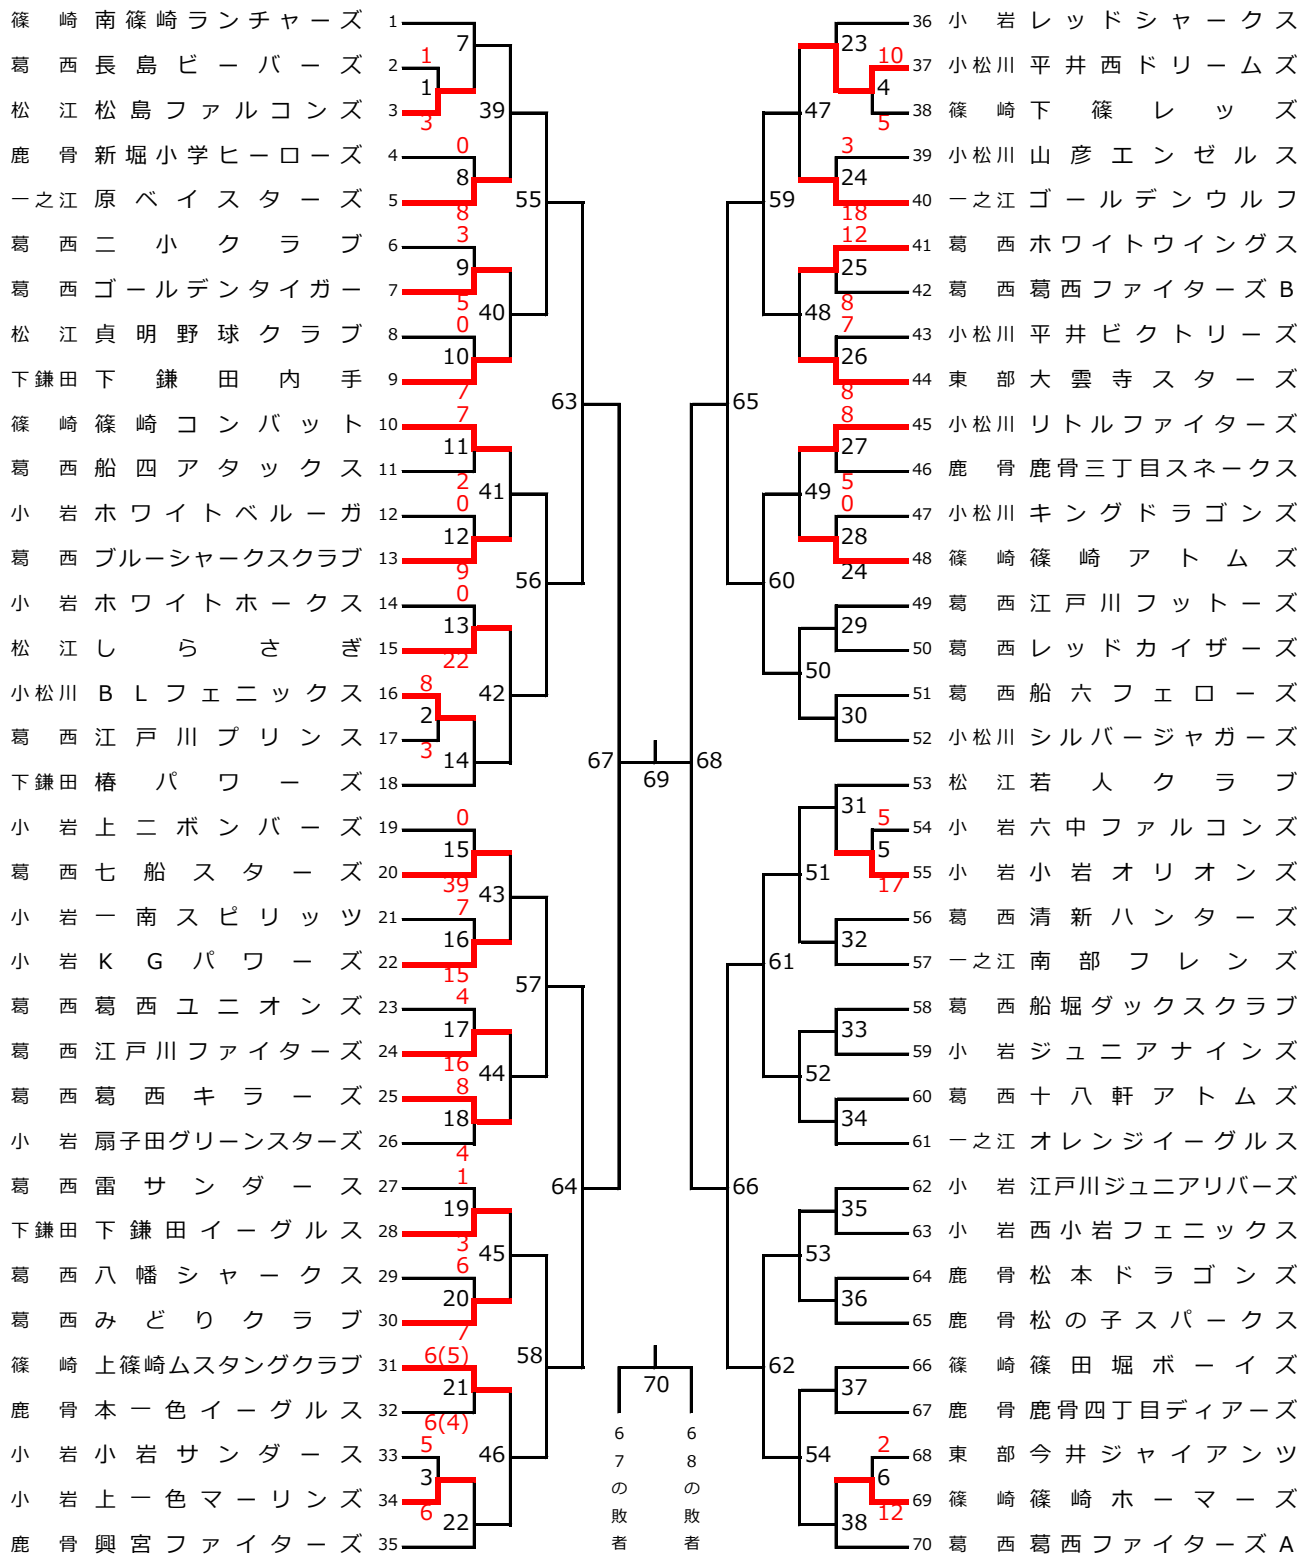 篠崎 南篠崎ランチャーズ 1
葛西 長島ビーバーズ 2
松江 松島ファルコンズ 3
鹿骨 新堀小学ヒーローズ 4
一之江 原ベイスターズ 5
葛西 二小クラブ 6
葛西 ゴールデンタイガー 7
松江 貞明野球クラブ 8
下鎌田 下鎌田内手 9
篠崎 篠崎コンバット 10
葛西 船四アタックス 11
小岩 ホワイトベルーガ 12
葛西 ブルーシャークスクラブ 13
小岩 ホワイトホークス 14
松江 しらさぎ 15
小松川 BLフェニックス 16
葛西 江戸川プリンス 17
下鎌田 椿パワーズ 18
小岩 上ニボンバーズ 19
葛西 七船スターズ 20
小岩 一南スピリッツ 21
小岩 KGパワーズ 22
葛西 葛西ユニオンズ 23
葛西 江戸川ファイターズ 24
葛西 葛西キラーズ 25
小岩 扇子田グリーンスターズ 26
葛西 雷サンダース 27
下鎌田 下鎌田イーグルス 28
葛西 八幡シャークス 29
葛西 みどりクラブ 30
篠崎 上篠崎ムスタングクラブ 31
鹿骨 本一色イーグルス 32
小岩 小岩サンダース 33
小岩 上一色マーリンズ 34
鹿骨 興宮ファイターズ 35
1
3
0
8
3
5
0
7
7
2
0
9
0
22
8
3
0
39
7
15
4
16
8
4
1
3
6
7
6(5)
6(4)
5
6
1
2
3
7
8
9
10
11
12
13
14
15
16
17
18
19
20
21
22
39
40
41
42
43
44
45
46
55
56
57
58
63
64
67
69
68
70
67の敗者
68の敗者
65
66
59
60
61
62
47
48
49
50
51
52
53
54
23
24
25
26
27
28
29
30
31
32
33
34
35
36
37
38
4
5
6
10
5
3
18
12
8
7
8
8
5
0
24
5
17
2
12
36 小岩 レッドシャークス
37 小松川 平井西ドリームズ
38 篠崎 下篠レッズ
39 小松川 山彦エンゼルス
40 一之江 ゴールデンウルフ
41 葛西 ホワイトウイングス
42 葛西 葛西ファイターズB
43 小松川 平井ビクトリーズ
44 東部 大雲寺スターズ
45 小松川 リトルファイターズ
46 鹿骨 鹿骨三丁目スネークス
47 小松川 キングドラゴンズ
48 篠崎 篠崎アトムズ
49 葛西 江戸川フットーズ
50 葛西 レッドカイザーズ
51 葛西 船六フェローズ
52 小松川 シルバージャガーズ
53 松江 若人クラブ
54 小岩 六中ファルコンズ
55 小岩 小岩オリオンズ
56 葛西 清新ハンターズ
57 一之江 南部フレンズ
58 葛西 船堀ダックスクラブ
59 小岩 ジュニアナインズ
60 葛西 十八軒アトムズ
61 一之江 オレンジイーグルス
62 小岩 江戸川ジュニアリバーズ
63 小岩 西小岩フェニックス
64 鹿骨 松本ドラゴンズ
65 鹿骨 松の子スパークス
66 篠崎 篠田堀ボーイズ
67 鹿骨 鹿骨四丁目ディアーズ
68 東部 今井ジャイアンツ
69 篠崎 篠崎ホーマーズ
70 葛西 葛西ファイターズA